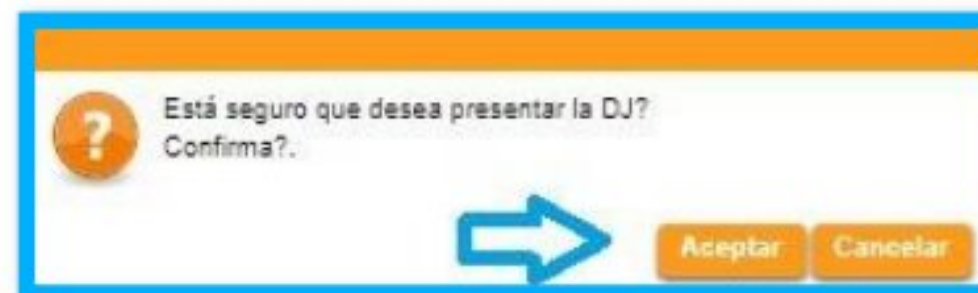 Está seguro que desea presentar la DJ?
Confirma?.
Aceptar Cancelar